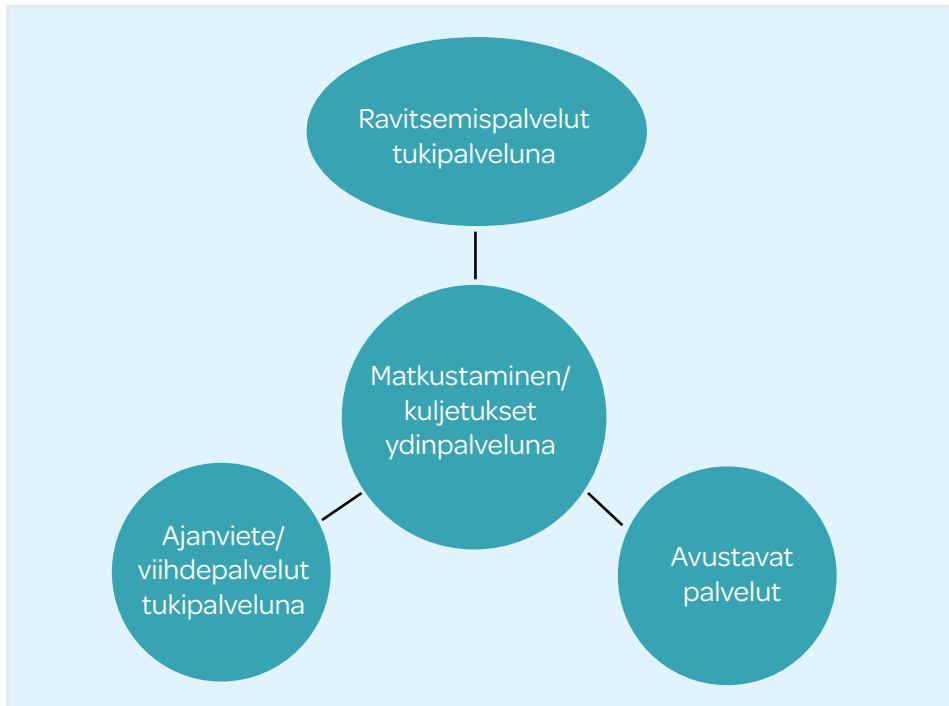 Ravitsemispalvelut
tukipalveluna
Matkustaminen/
kuljetukset
ydinpalveluna
Ajanviete/
viihdepalvelut
tukipalveluna
Avustavat
palvelut